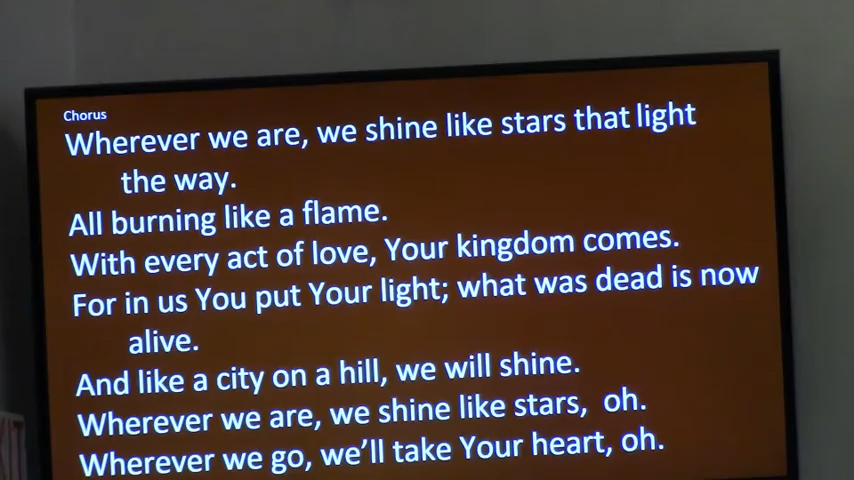 Chorus
Wherever we are, we shine like stars that light
the way.
All burning like a flame.
With every act of love, Your kingdom comes.
For in us You put Your light; what was dead is now
alive.
And like a city on a hill, we will shine.
Wherever we are, we shine like stars,  oh.
Wherever we go, we’ll take Your heart, oh.